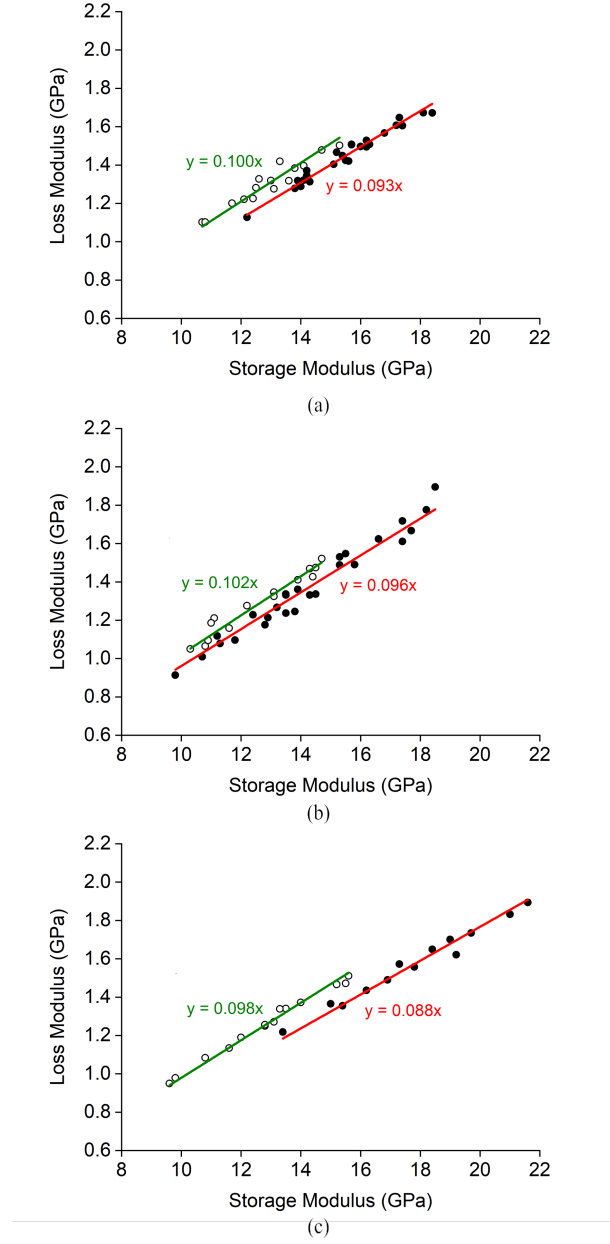 2.2
2.0
1.8
1.6
1.4
1.2
1.0
0.8
0.6
Loss Modulus (GPa)
y = 0.100x
y = 0.093x
8 10 12 14 16 18 20 22
Storage Modulus (GPa)
(a)
2.2
2.0
1.8
1.6
1.4
1.2
1.0
0.8
0.6
Loss Modulus (GPa)
y = 0.102x
y = 0.096x
8 10 12 14 16 18 20 22
Storage Modulus (GPa)
(b)
2.2
2.0
1.8
1.6
1.4
1.2
1.0
0.8
0.6
Loss Modulus (GPa)
y = 0.098x
y = 0.088x
8 10 12 14 16 18 20 22
Storage Modulus (GPa)
(c)